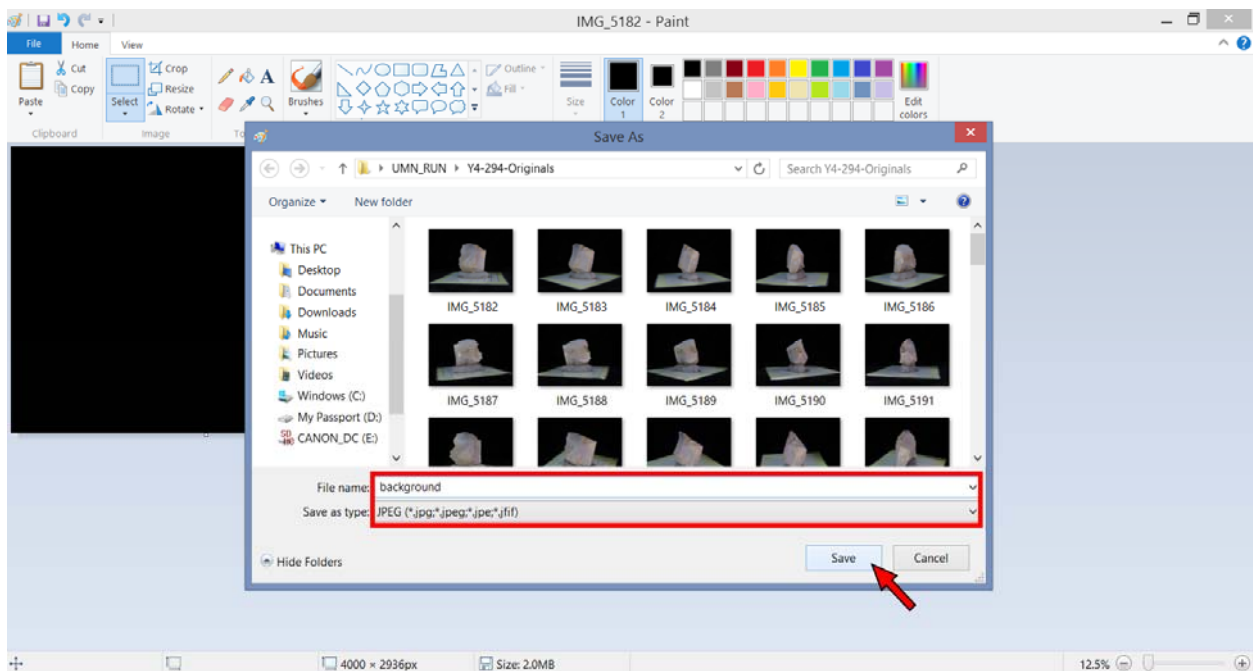 IMG_5182 - Paint
File Home View
Cut
Copy
Paste
Clipboard
Select
Crop
Resize
Rotate
Image
To
A
Brushes
Outline
Fill
Size
Color 1
Color 2
Edit colors
Save As
UMN_RUN Y4-294-Originals
Search Y4-294-Originals
Organize New folder
This PC
Desktop
Documents
Downloads
Music
Pictures
Videos
Windows (C:)
My Passport (D:)
CANON_DC (E:)
IMG_5182 IMG_5183 IMG_5184 IMG_5185 IMG_5186
IMG_5187 IMG_5188 IMG_5189 IMG_5190 IMG_5191
File name: background
Save as type: JPEG (*.jpg;*.jpeg;*.jpe;*.jfif)
Hide Folders
Save Cancel
4000 × 2936px Size: 2.0MB 12.5%